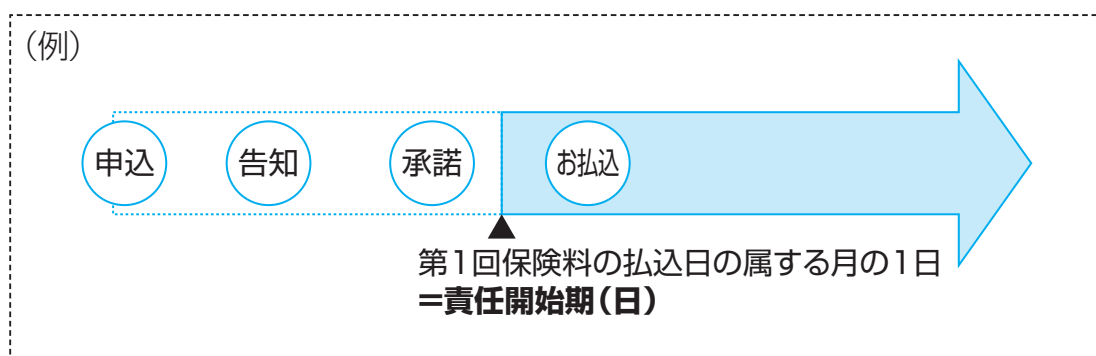 （例）
申込 告知 承諾 お払込
▲
第1回保険料の払込日の属する月の1日
＝責任開始期（日）